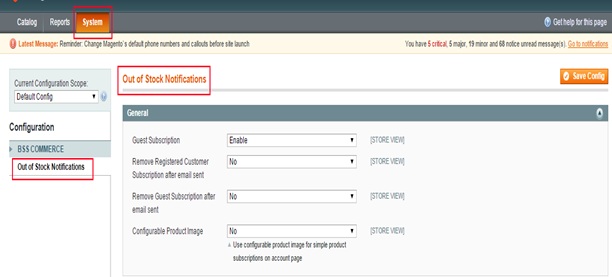 Catalog Reports System
Get help for this page
Latest Message: Reminder: Change Magento's default phone numbers and callouts before site launch
You have 5 critical, 5 major, 19 minor and 68 notice unread message(s). Go to notifications
Current Configuration Scope:
Default Config
Configuration
BSS COMMERCE
Out of Stock Notifications
Out of Stock Notifications
Save Config
General
Guest Subscription Enable [STORE VIEW]
Remove Registered Customer No [STORE VIEW]
Subscription after email sent
Remove Guest Subscription after No [STORE VIEW]
email sent
Configurable Product Image No [STORE VIEW]
Use configurable product image for simple product
subscriptions on account page